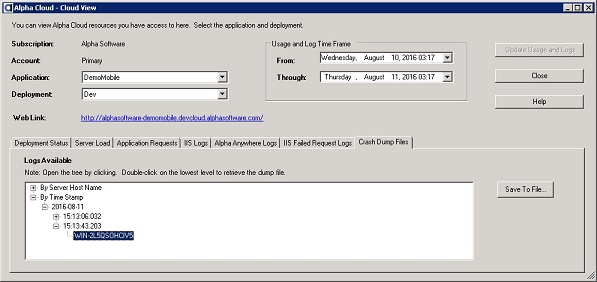 Alpha Cloud - Cloud View
You can view Alpha Cloud resources you have access to here. Select the application and deployment.
Subscription: Alpha Software
Account: Primary
Application: DemoMobile
Deployment: Dev
Web Link: http://alphasoftware-demomobile.devcloud.alphasoftware.com/
Usage and Log Time Frame
From: Wednesday, August 10, 2016 03:17
Through: Thursday , August 11, 2016 03:17
Update Usage and Logs
Close
Help
Deployment Status Server Load Application Requests IIS Logs Alpha Anywhere Logs IIS Failed Request Logs Crash Dump Files
Logs Available
Note: Open the tree by clicking. Double-click on the lowest level to retrieve the dump file.
By Server Host Name
By Time Stamp
2016-08-11
15:13:06.032
15:13:43.203
WIN-2L5QSOHCIV5
Save To File...